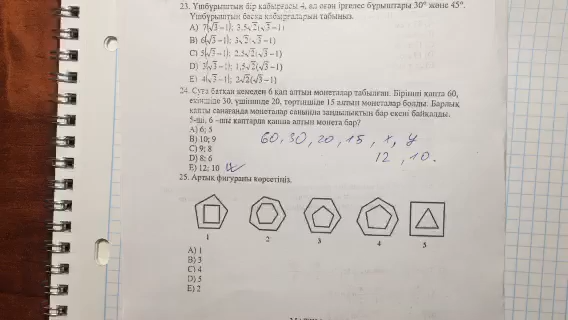 23. Үшбұрыштың бір қабырғасы 4, ал оған іргелес бұрыштары 30° және 45°.
Үшбұрыштың басқа қабырғаларын табыңыз.
A) 7(√3−1); 3,5√2(√3−1)
B) 6(√3−1); 3√2(√3−1)
C) 5(√3−1); 2,5√2(√3−1)
D) 3(√3−1); 1,5√2(√3−1)
E) 4(√3−1); 2√2(√3−1)
24. Суға батқан кемеден 6 қап алтын монеталар табылған. Бірінші қапта 60,
екіншіде 30, үшіншіде 20, төртіншіде 15 алтын монеталар болды. Барлық
қапты санағанда монеталар санында заңдылықтың бар екені байқалды.
5-ші, 6-шы қаптарда қанша алтын монета бар?
A) 6; 5
B) 10; 9
C) 9; 8
D) 8; 6
E) 12; 10
60, 30, 20, 15, x, y
12, 10.
25. Артық фигураны көрсетіңіз.
1 2 3 4 5
A) 1
B) 3
C) 4
D) 5
E) 2